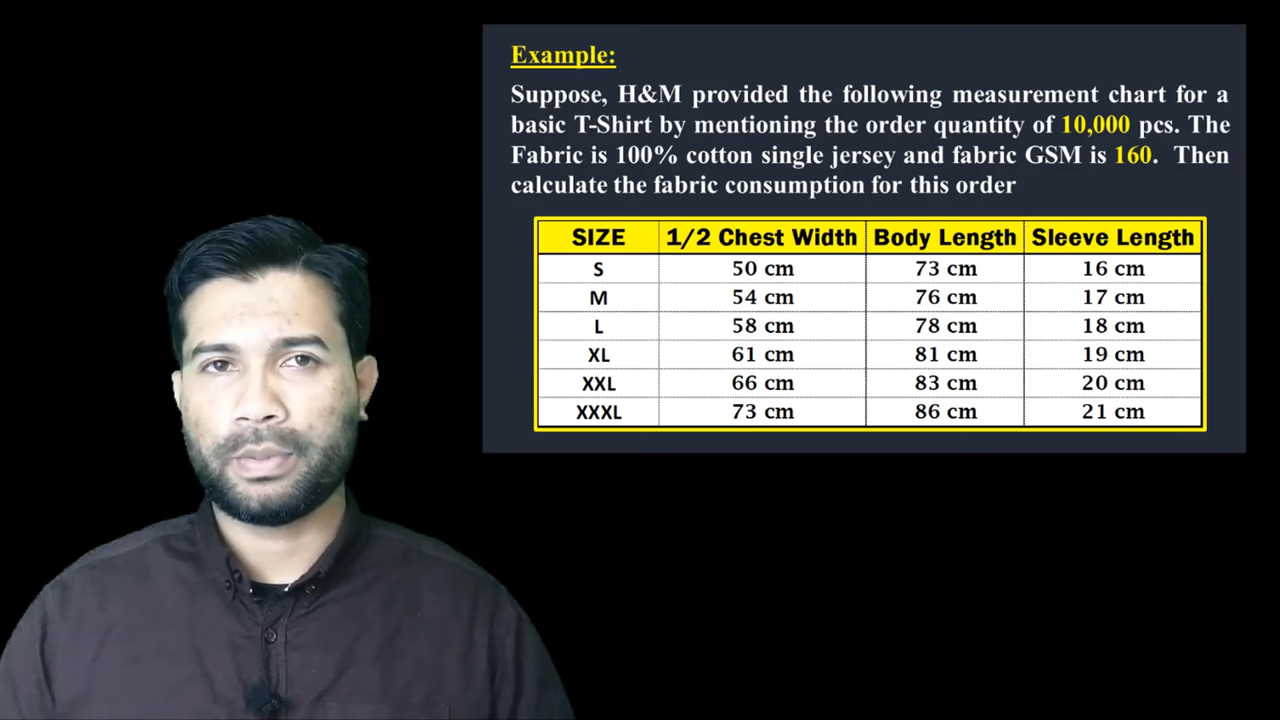 Example:
Suppose, H&M provided the following measurement chart for a
basic T-Shirt by mentioning the order quantity of 10,000 pcs. The
Fabric is 100% cotton single jersey and fabric GSM is 160. Then
calculate the fabric consumption for this order
SIZE 1/2 Chest Width Body Length Sleeve Length
S 50 cm 73 cm 16 cm
M 54 cm 76 cm 17 cm
L 58 cm 78 cm 18 cm
XL 61 cm 81 cm 19 cm
XXL 66 cm 83 cm 20 cm
XXXL 73 cm 86 cm 21 cm